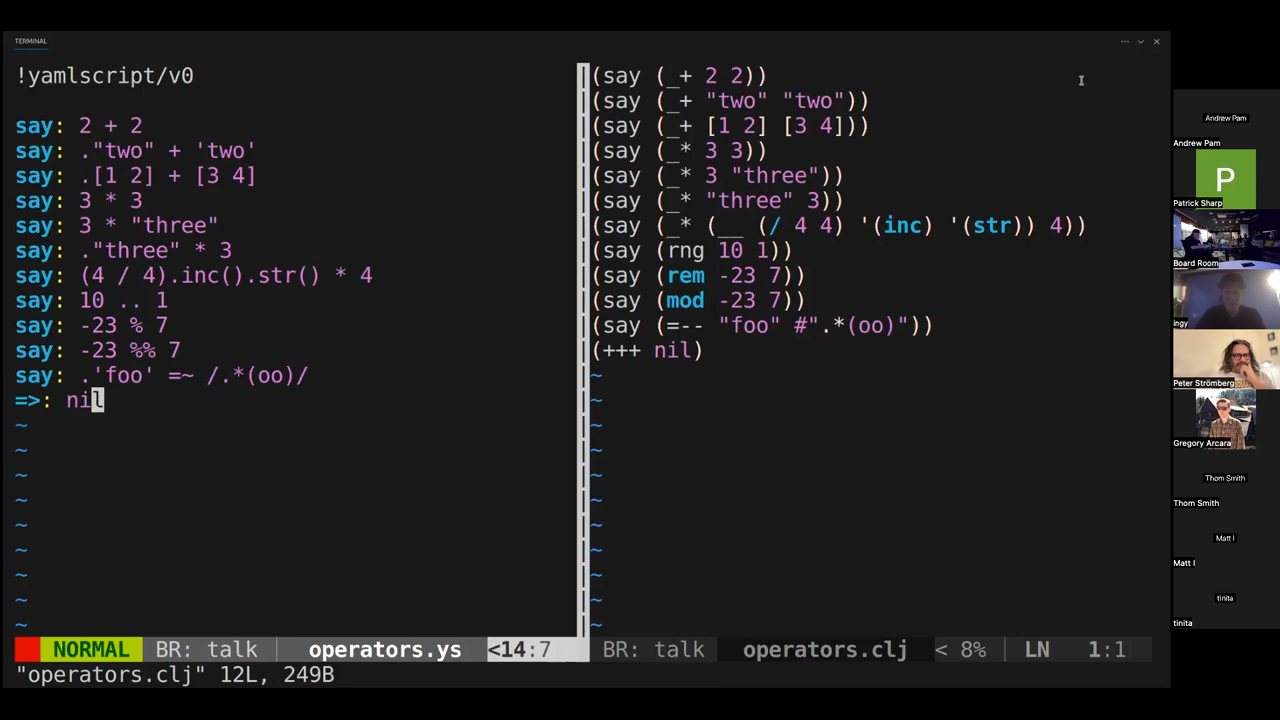 TERMINAL
!yamlscript/v0
say: 2 + 2
say: ."two" + 'two'
say: .[1 2] + [3 4]
say: 3 * 3
say: 3 * "three"
say: ."three" * 3
say: (4 / 4).inc().str() * 4
say: 10 .. 1
say: -23 % 7
say: -23 %% 7
say: .'foo' =~ /.*(oo)/
=>: nil
~
~
~
~
~
~
~
~
~
NORMAL BR: talk operators.ys <14:7
"operators.clj" 12L, 249B
(say (_+ 2 2))
(say (_+ "two" "two"))
(say (_+ [1 2] [3 4]))
(say (_* 3 3))
(say (_* 3 "three"))
(say (_* "three" 3))
(say (_* (__ (/ 4 4) '(inc) '(str)) 4))
(say (rng 10 1))
(say (rem -23 7))
(say (mod -23 7))
(say (=-- "foo" #".*(oo)"))
(+++ nil)
~
~
~
~
~
~
~
~
~
~
~
BR: talk operators.clj < 8% LN 1:1
Andrew Pam
Andrew Pam
P
Patrick Sharp
Board Room
ingy
Peter Strömberg
Gregory Arcara
Thom Smith
Thom Smith
Matt I
Matt I
tinita
tinita